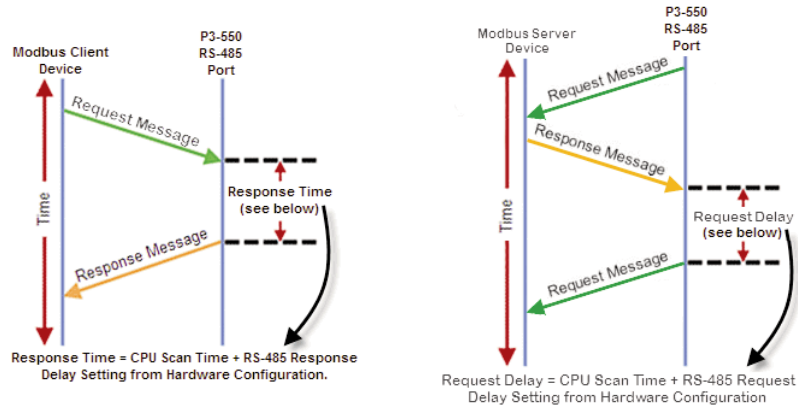 Modbus Client
Device
P3-550
RS-485
Port
Request Message
Time
Response Time
(see below)
Response Message
Response Time = CPU Scan Time + RS-485 Response
Delay Setting from Hardware Configuration.
Modbus Server
Device
P3-550
RS-485
Port
Request Message
Response Message
Time
Request Delay
(see below)
Request Message
Request Delay = CPU Scan Time + RS-485 Request
Delay Setting from Hardware Configuration